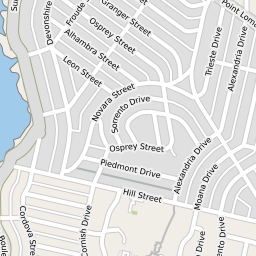 Granger Street
Point Loma
Froude
Devonshire
Osprey Street
Alhambra Street
Trieste Drive
Alexandria Drive
Leon Street
Novara Street
Sorrento Drive
Osprey Street
Piedmont Drive
Alexandria Drive
Moana Drive
Hill Street
Cornish Drive
Cordova
Drive